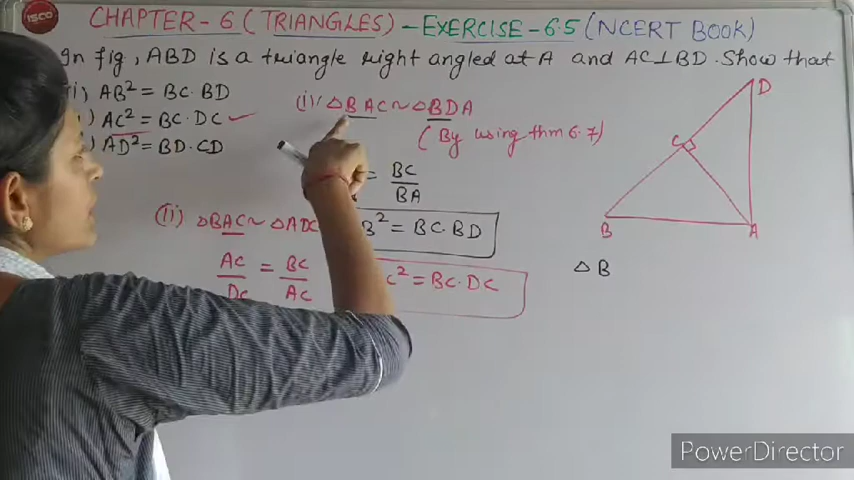 ISCO
CHAPTER-6 (TRIANGLES) - EXERCISE-6.5 (NCERT BOOK)
In fig, ABD is a triangle right angled at A and AC⊥BD. Show that
i) AB² = BC·BD
) AC² = BC·DC ✓
) AD² = BD·CD
(i) △BAC ~ △BDA
(By using thm 6.7)
= BC/BA
B² = BC·BD
(ii) △BAC ~ △ADC
AC/DC = BC/AC
C² = BC·DC
D
C
B
A
△ B
PowerDirector